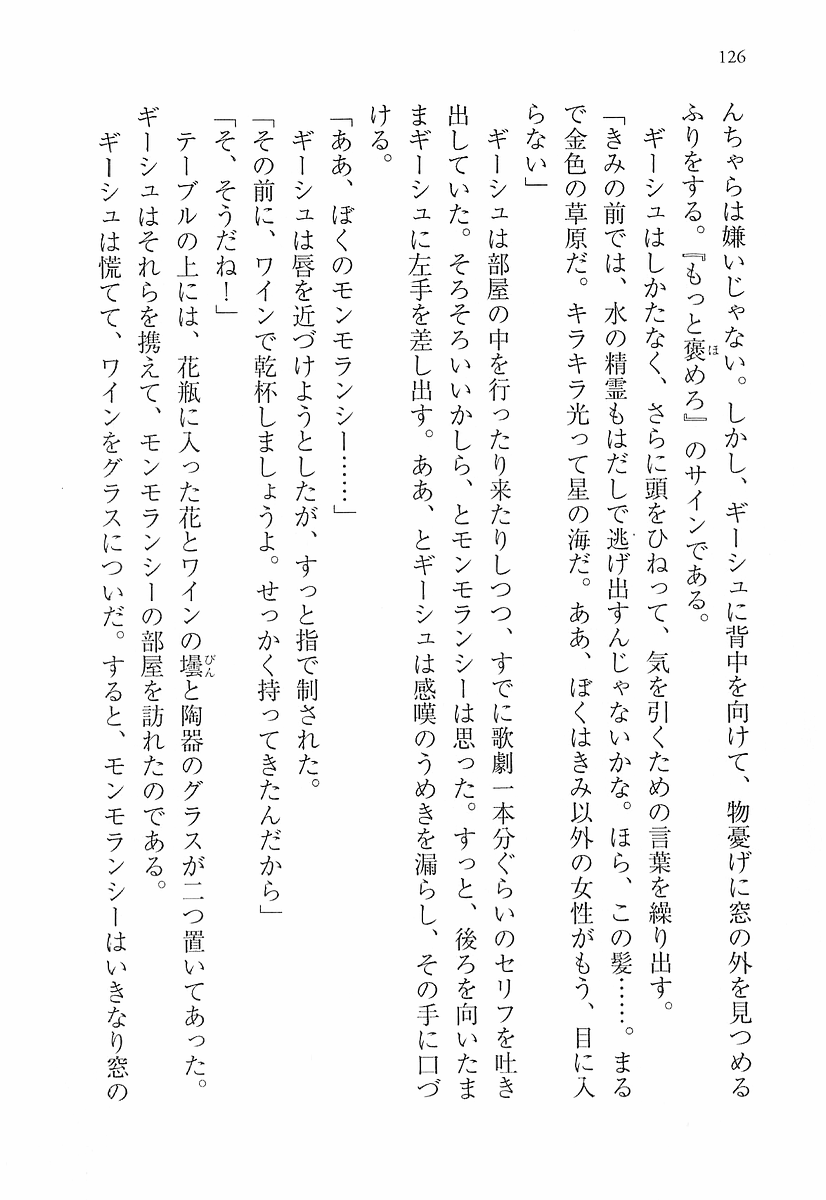 126
んちゃらは嫌いじゃない。しかし、ギーシュに背中を向けて、物憂げに窓の外を見つめる
ふりをする。『もっと褒めろ』のサインである。
ほ
ギーシュはしかたなく、さらに頭をひねって、気を引くための言葉を繰り出す。
「きみの前では、水の精霊もはだしで逃げ出すんじゃないかな。ほら、この髪……。まる
で金色の草原だ。キラキラ光って星の海だ。ああ、ぼくはきみ以外の女性がもう、目に入
らない」
ギーシュは部屋の中を行ったり来たりしつつ、すでに歌劇一本分ぐらいのセリフを吐き
出していた。そろそろいいかしら、とモンモランシーは思った。すっと、後ろを向いたま
まギーシュに左手を差し出す。ああ、とギーシュは感嘆のうめきを漏らし、その手に口づ
ける。
「ああ、ぼくのモンモランシー……」
ギーシュは唇を近づけようとしたが、すっと指で制された。
「その前に、ワインで乾杯しましょうよ。せっかく持ってきたんだから」
「そ、そうだね！」
テーブルの上には、花瓶に入った花とワインの壜と陶器のグラスが二つ置いてあった。
びん
ギーシュはそれらを携えて、モンモランシーの部屋を訪れたのである。
ギーシュは慌てて、ワインをグラスについだ。すると、モンモランシーはいきなり窓の